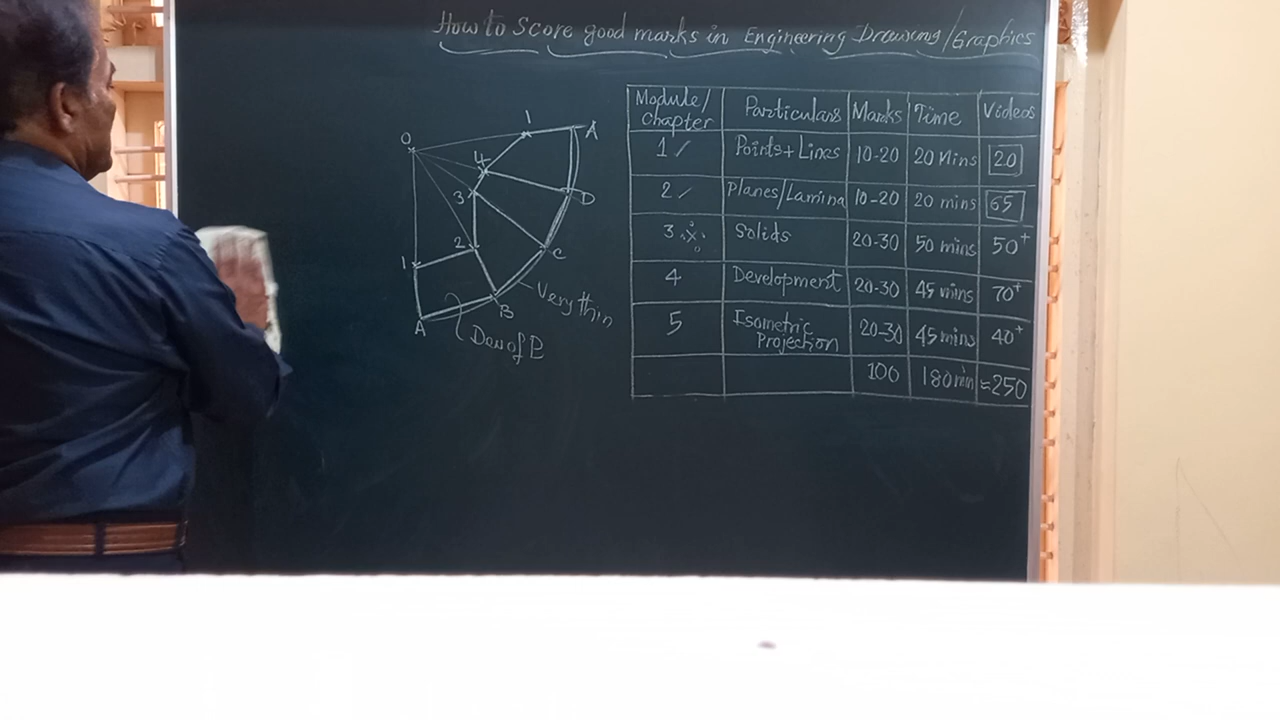 How to Score good marks in Engineering Drawing/Graphics
Module/chapter Particulars Marks Time Videos
1 ✓ Points+Lines 10-20 20 Mins 20
2 ✓ Planes/Lamina 10-20 20 mins 65
3 Solids 20-30 50 mins 50+
4 Development 20-30 45 mins 70+
5 Isometric Projection 20-30 45 mins 40+
100 180 min ≈250
O
1 A
4
3 D
2 C
1
B
A
Very thin
Dev of B